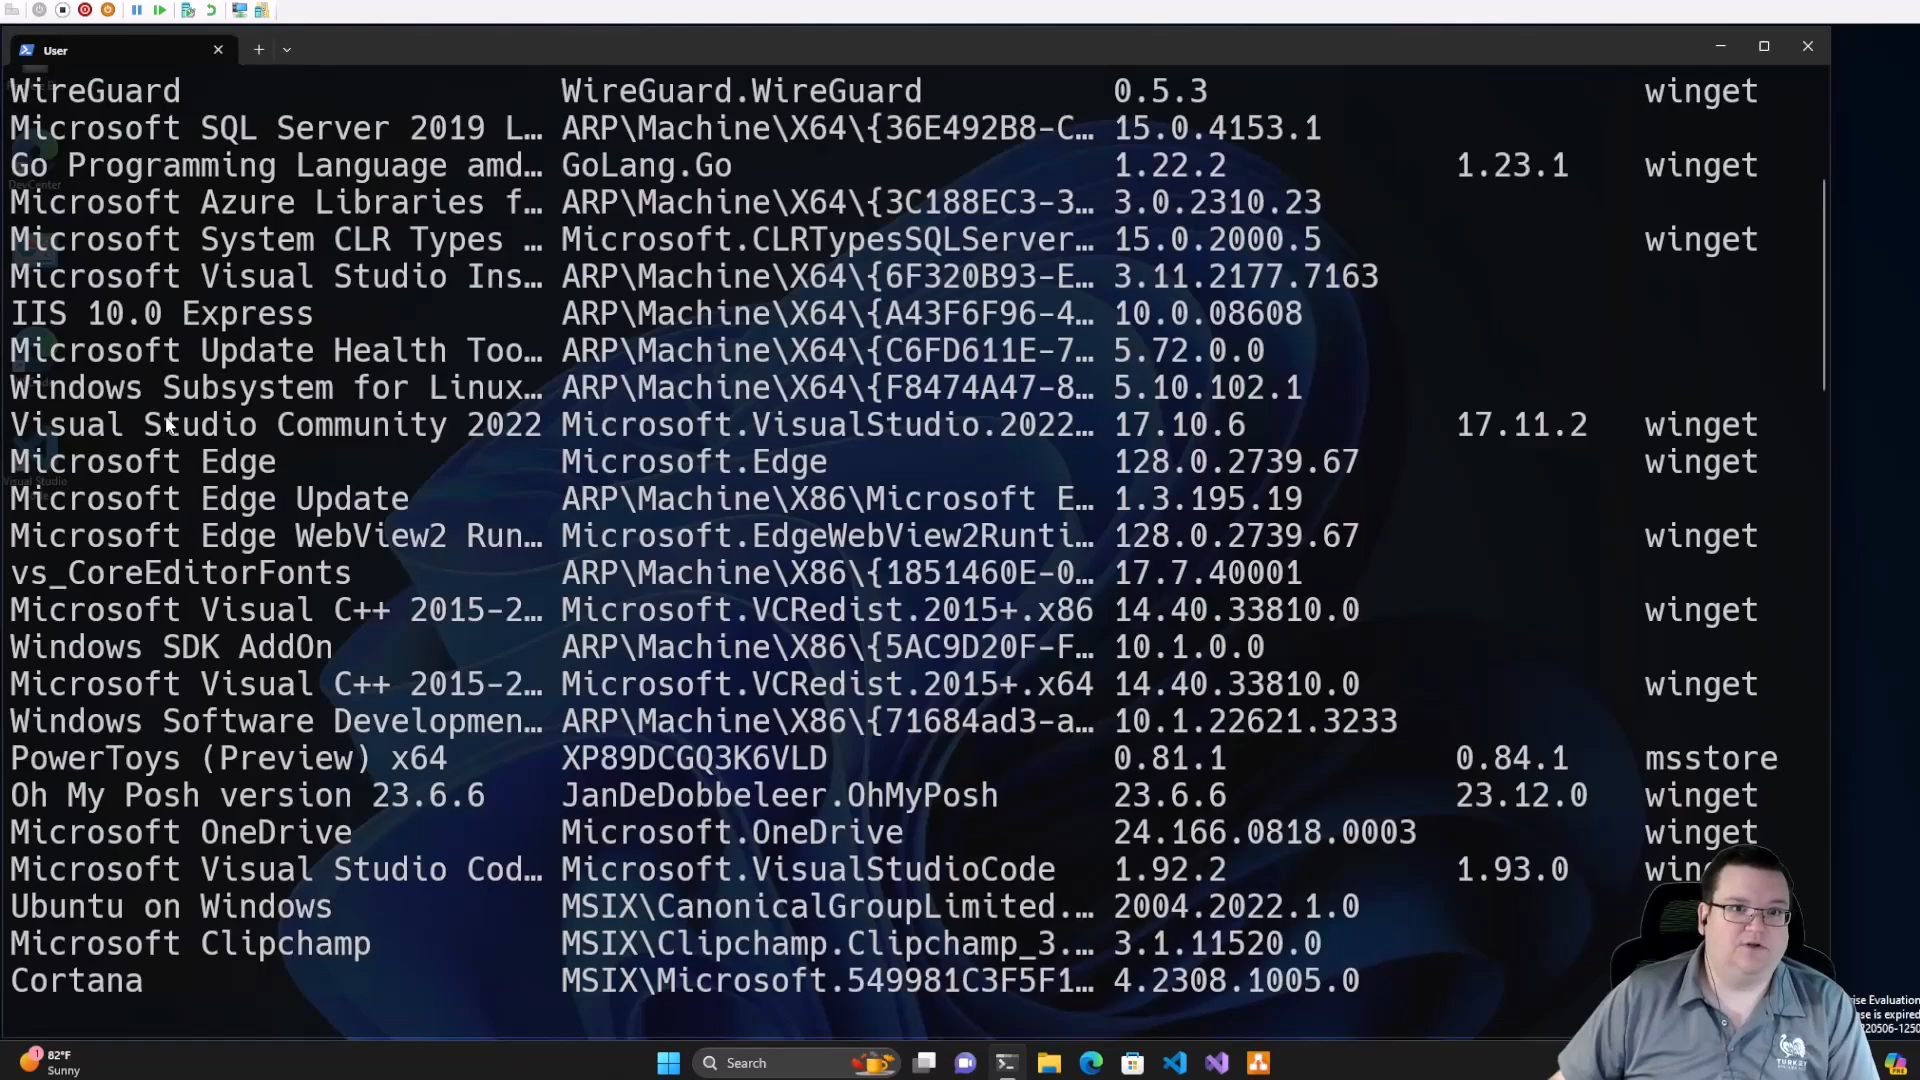 User
WireGuard WireGuard.WireGuard 0.5.3 winget
Microsoft SQL Server 2019 L… ARP\Machine\X64\{36E492B8-C… 15.0.4153.1
Go Programming Language amd… GoLang.Go 1.22.2 1.23.1 winget
Microsoft Azure Libraries f… ARP\Machine\X64\{3C188EC3-3… 3.0.2310.23
Microsoft System CLR Types … Microsoft.CLRTypesSQLServer… 15.0.2000.5 winget
Microsoft Visual Studio Ins… ARP\Machine\X64\{6F320B93-E… 3.11.2177.7163
IIS 10.0 Express ARP\Machine\X64\{A43F6F96-4… 10.0.08608
Microsoft Update Health Too… ARP\Machine\X64\{C6FD611E-7… 5.72.0.0
Windows Subsystem for Linux… ARP\Machine\X64\{F8474A47-8… 5.10.102.1
Visual Studio Community 2022 Microsoft.VisualStudio.2022… 17.10.6 17.11.2 winget
Microsoft Edge Microsoft.Edge 128.0.2739.67 winget
Microsoft Edge Update ARP\Machine\X86\Microsoft E… 1.3.195.19
Microsoft Edge WebView2 Run… Microsoft.EdgeWebView2Runti… 128.0.2739.67 winget
vs_CoreEditorFonts ARP\Machine\X86\{1851460E-0… 17.7.40001
Microsoft Visual C++ 2015-2… Microsoft.VCRedist.2015+.x86 14.40.33810.0 winget
Windows SDK AddOn ARP\Machine\X86\{5AC9D20F-F… 10.1.0.0
Microsoft Visual C++ 2015-2… Microsoft.VCRedist.2015+.x64 14.40.33810.0 winget
Windows Software Developmen… ARP\Machine\X86\{71684ad3-a… 10.1.22621.3233
PowerToys (Preview) x64 XP89DCGQ3K6VLD 0.81.1 0.84.1 msstore
Oh My Posh version 23.6.6 JanDeDobbeleer.OhMyPosh 23.6.6 23.12.0 winget
Microsoft OneDrive Microsoft.OneDrive 24.166.0818.0003 winget
Microsoft Visual Studio Cod… Microsoft.VisualStudioCode 1.92.2 1.93.0 win
Ubuntu on Windows MSIX\CanonicalGroupLimited.… 2004.2022.1.0
Microsoft Clipchamp MSIX\Clipchamp.Clipchamp_3.… 3.1.11520.0
Cortana MSIX\Microsoft.549981C3F5F1… 4.2308.1005.0
rise Evaluation
nse is expired
220506-1250
TURKEY
1
82°F
Sunny
Search